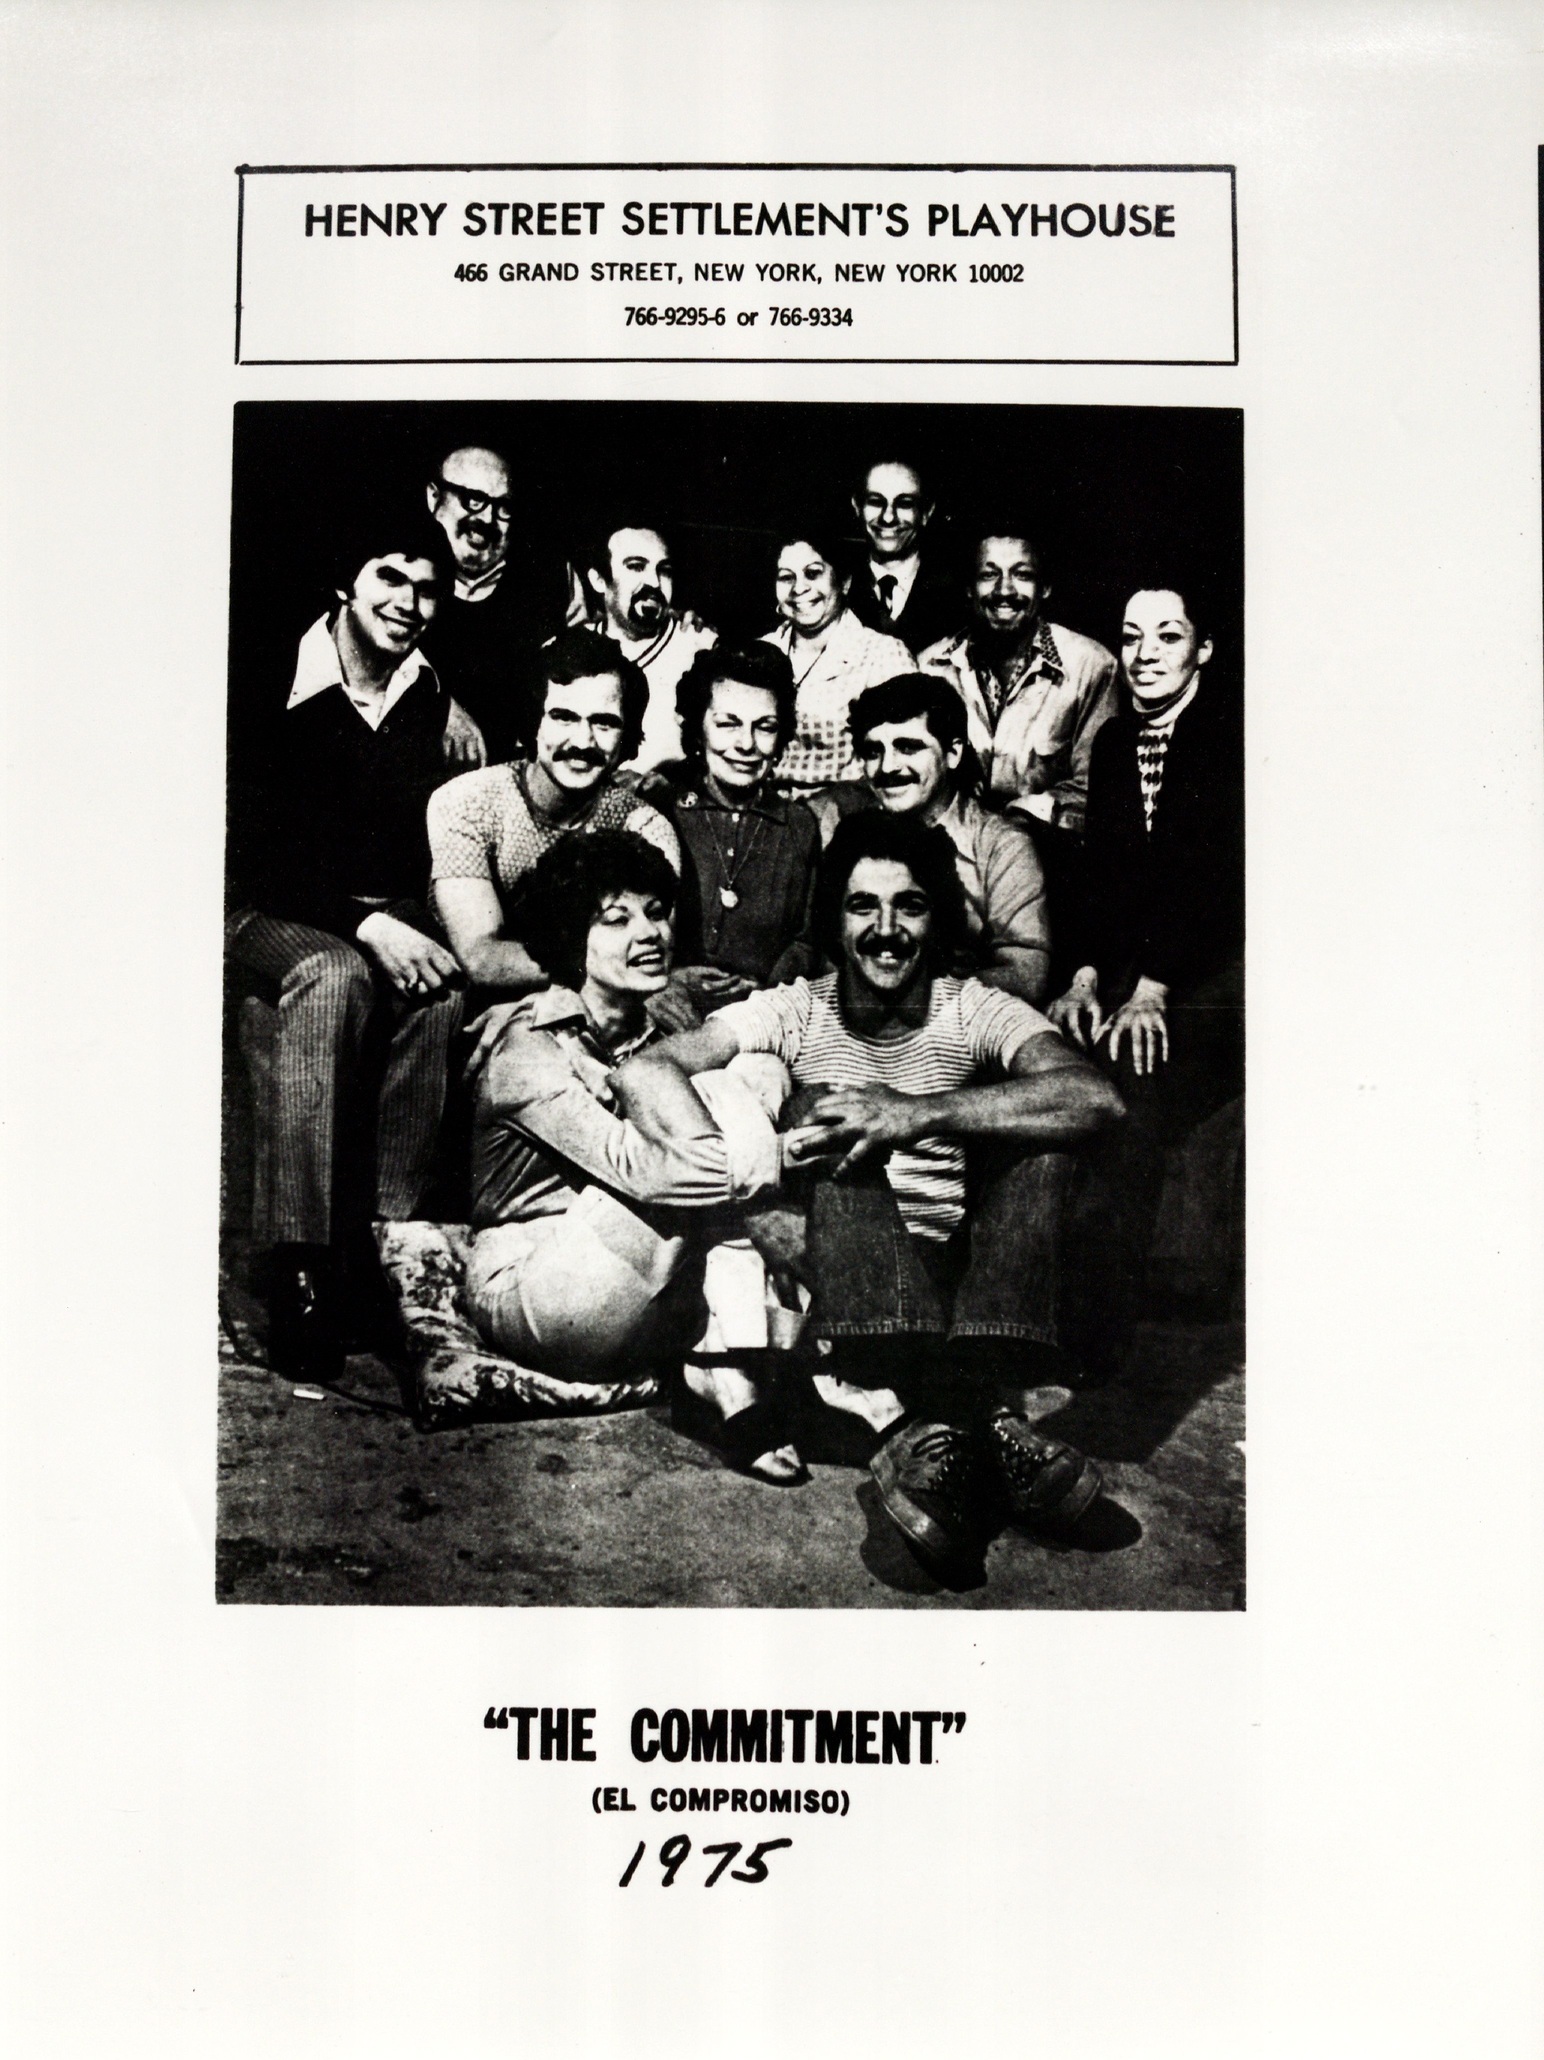 HENRY STREET SETTLEMENT'S PLAYHOUSE
466 GRAND STREET, NEW YORK, NEW YORK 10002
766-9295-6 or 766-9334
“THE COMMITMENT”
(EL COMPROMISO)
1975